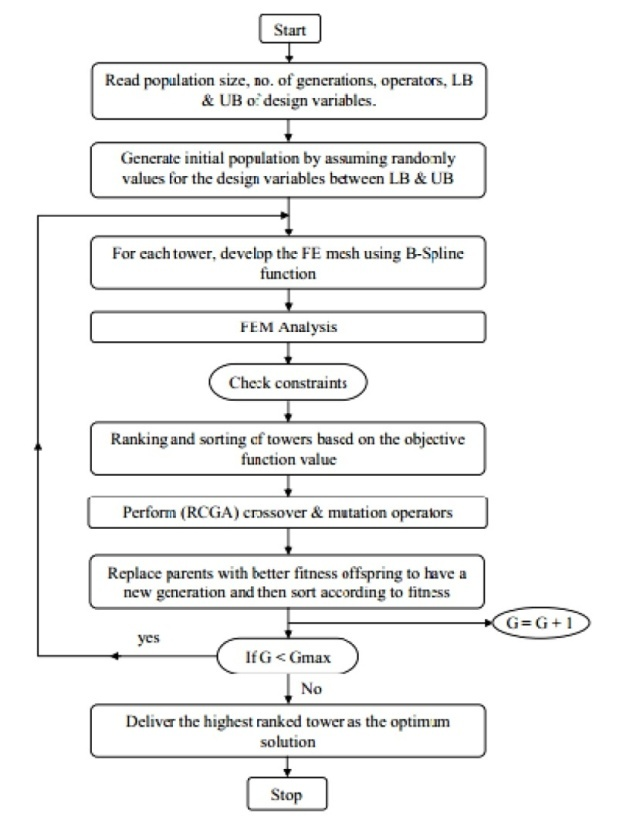 Start
Read population size, no. of generations, operators, LB
& UB of design variables.
Generate initial population by assuming randomly
values for the design variables between LB & UB
For each tower, develop the FE mesh using B-Spline
function
FEM Analysis
Check constraints
Ranking and sorting of towers based on the objective
function value
Perform (RCGA) crossover & mutation operators
Replace parents with better fitness offspring to have a
new generation and then sort according to fitness
G = G + 1
yes
If G < Gmax
No
Deliver the highest ranked tower as the optimum
solution
Stop